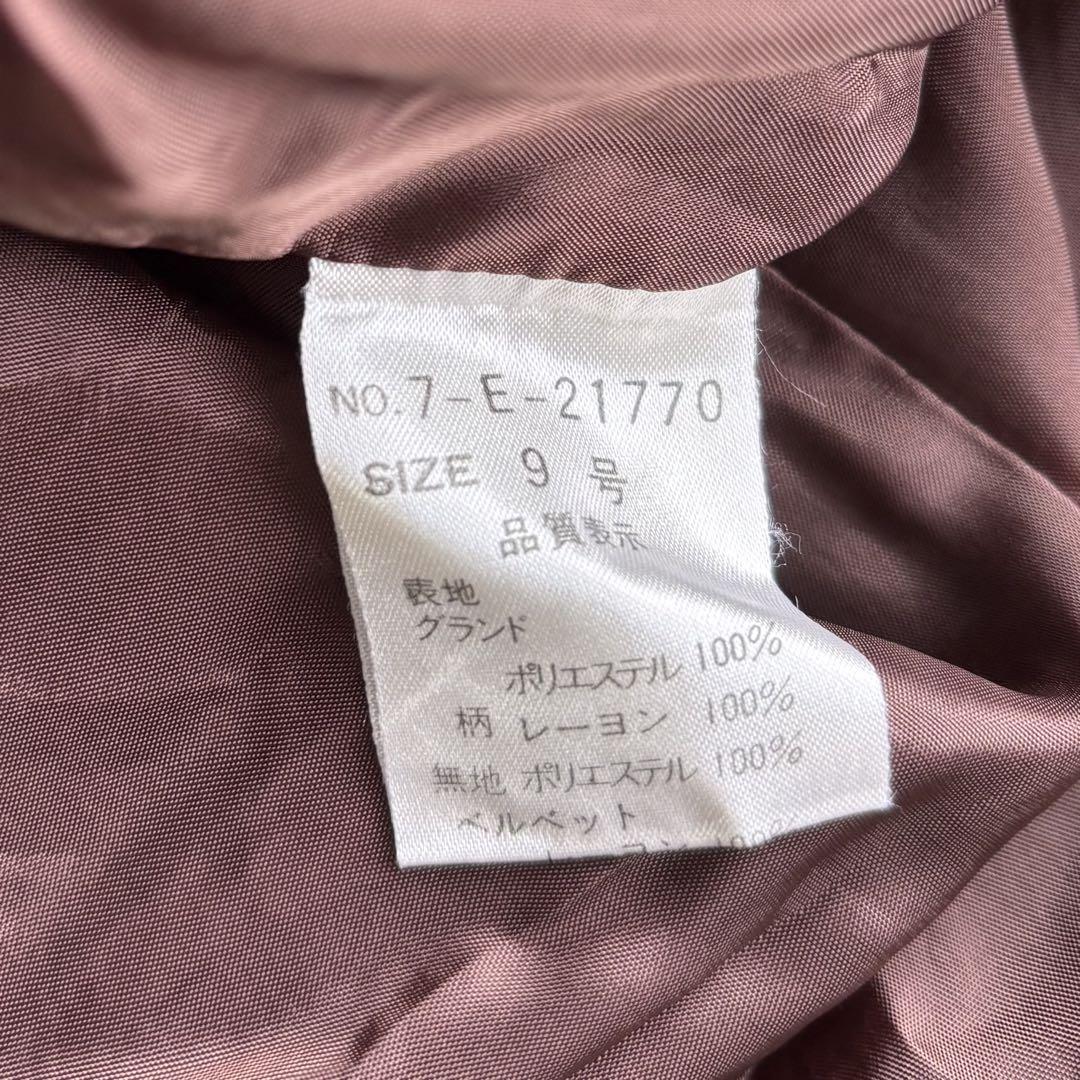 NO.7-E-21770
SIZE 9 号
品質表示
表地
グランド
ポリエステル 100%
柄 レーヨン 100%
無地 ポリエステル 100%
ベルベット